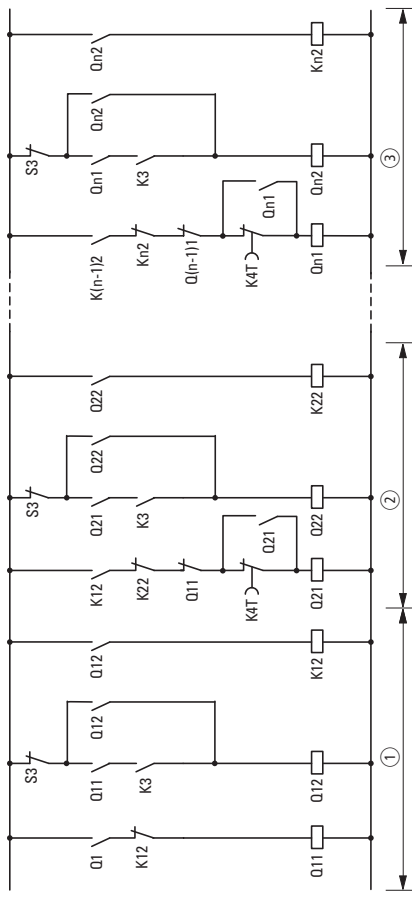 Q1
K12
Q11
S3
Q11
K3
Q12
Q12
Q12
K12
K12
K22
Q11
K4T
Q21
Q21
S3
Q21
K3
Q22
Q22
Q22
K22
K(n-1)2
Kn2
Q(n-1)1
K4T
Qn1
Qn1
S3
Qn1
K3
Qn2
Qn2
Qn2
Kn2
1
2
3